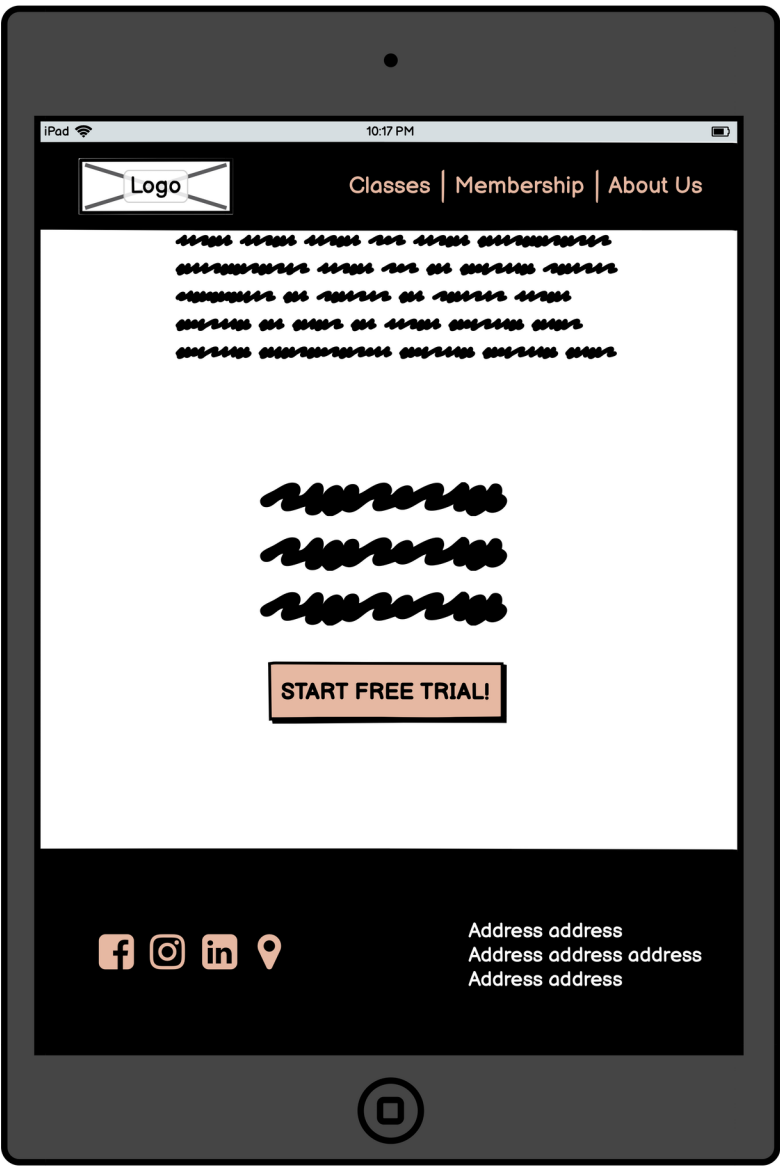 iPad 10:17 PM
Logo Classes Membership About Us
START FREE TRIAL!
Address address
Address address address
Address address